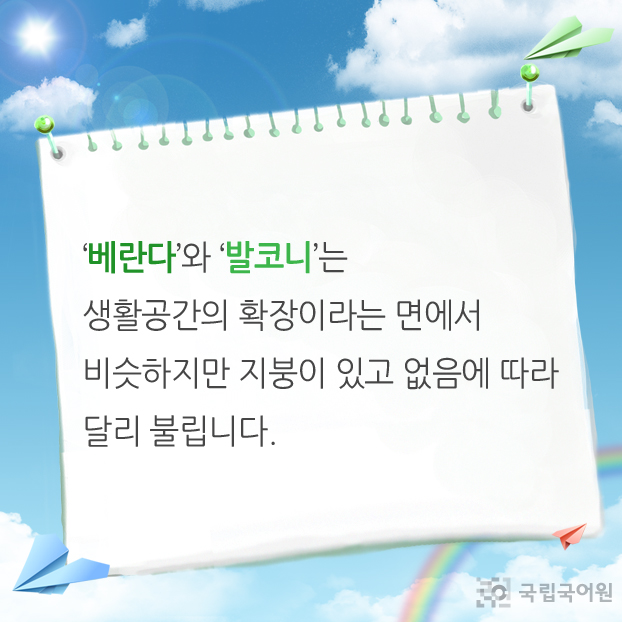 ‘베란다’와 ‘발코니’는
생활공간의 확장이라는 면에서
비슷하지만 지붕이 있고 없음에 따라
달리 불립니다.
국립국어원